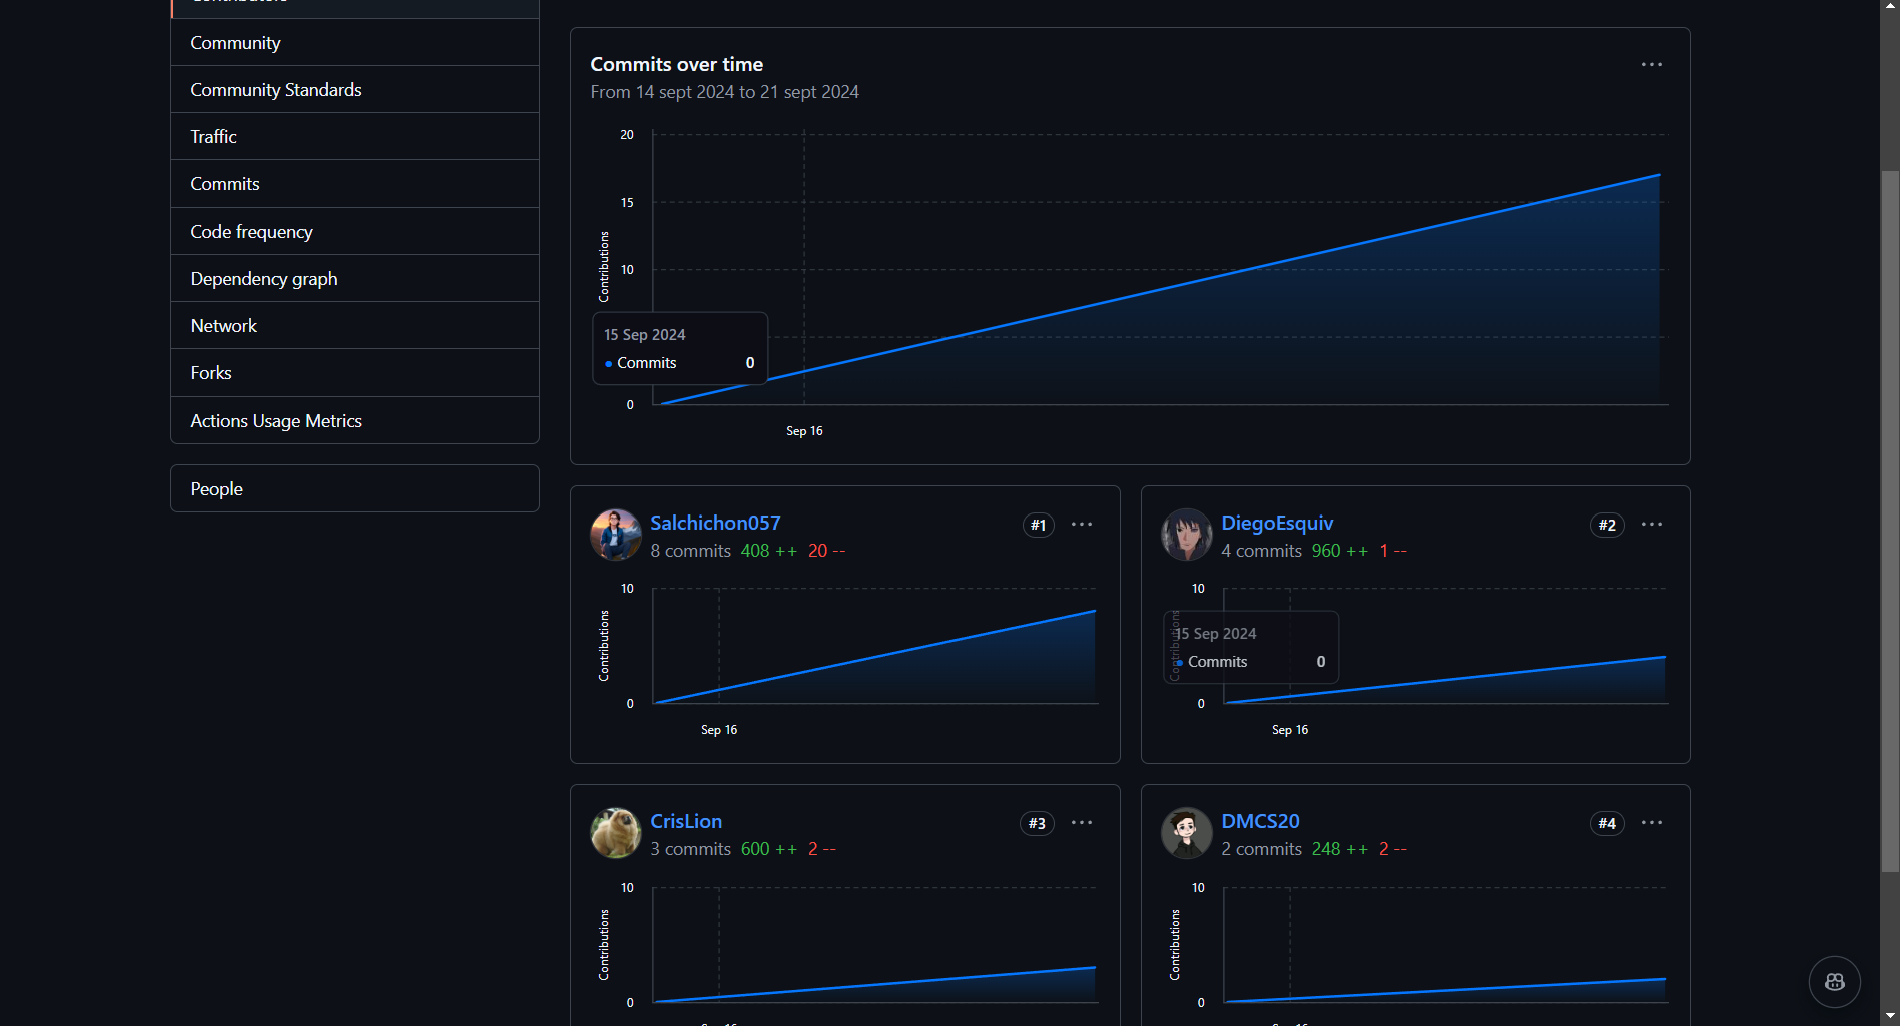 Community
Community Standards
Traffic
Commits
Code frequency
Dependency graph
Network
Forks
Actions Usage Metrics
People
Commits over time
From 14 sept 2024 to 21 sept 2024
20
15
10
0
Contributions
15 Sep 2024
Commits 0
Sep 16
Salchichon057
#1
8 commits 408 ++ 20 --
10
Contributions
0
Sep 16
DiegoEsquiv
#2
4 commits 960 ++ 1 --
10
Contributions
15 Sep 2024
Commits 0
0
Sep 16
CrisLion
#3
3 commits 600 ++ 2 --
10
Contributions
0
DMCS20
#4
2 commits 248 ++ 2 --
10
Contributions
0